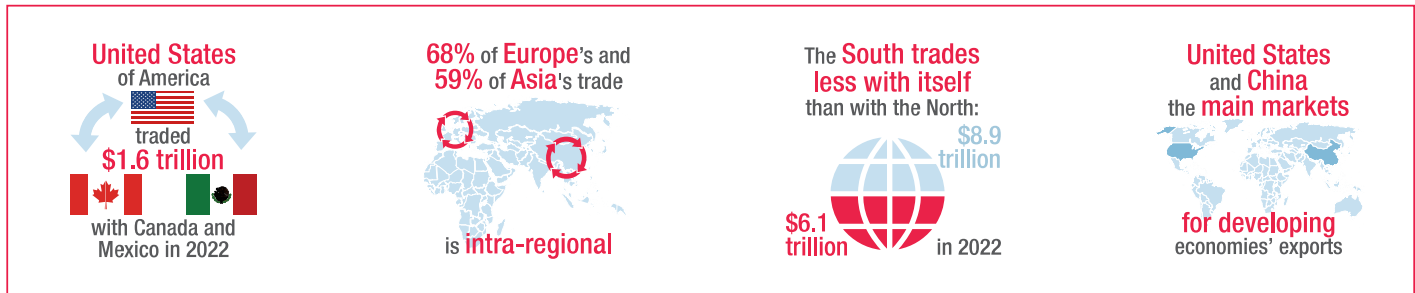 United States
of America
traded
$1.6 trillion
with Canada and
Mexico in 2022
68% of Europe's and
59% of Asia's trade
is intra-regional
The South trades
less with itself
than with the North:
$8.9
trillion
$6.1
trillion
in 2022
United States
and China
the main markets
for developing
economies' exports